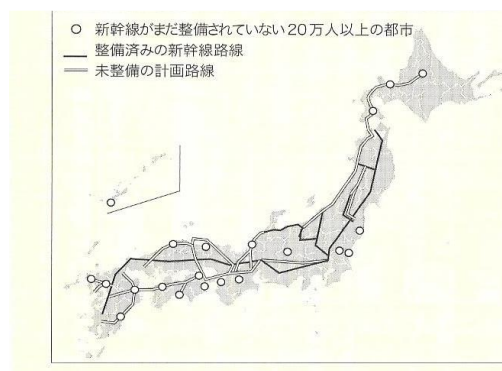 新幹線がまだ整備されていない20万人以上の都市
整備済みの新幹線路線
未整備の計画路線